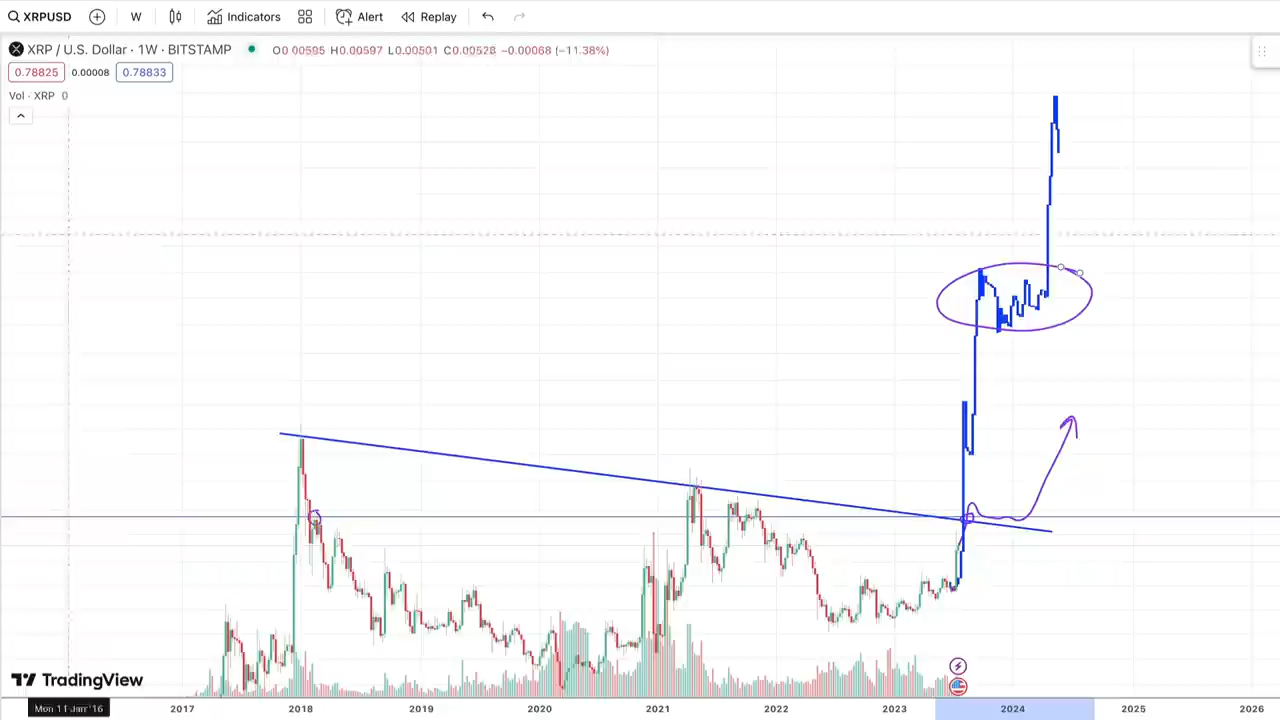 XRPUSD W Indicators Alert Replay
XRP / U.S. Dollar · 1W · BITSTAMP O0.00595 H0.00597 L0.00501 C0.00528 −0.00068 (−11.38%)
0.78825 0.00008 0.78833
Vol · XRP 0
TradingView
Mon 11 Jan '16 2017 2018 2019 2020 2021 2022 2023 2024 2025 2026